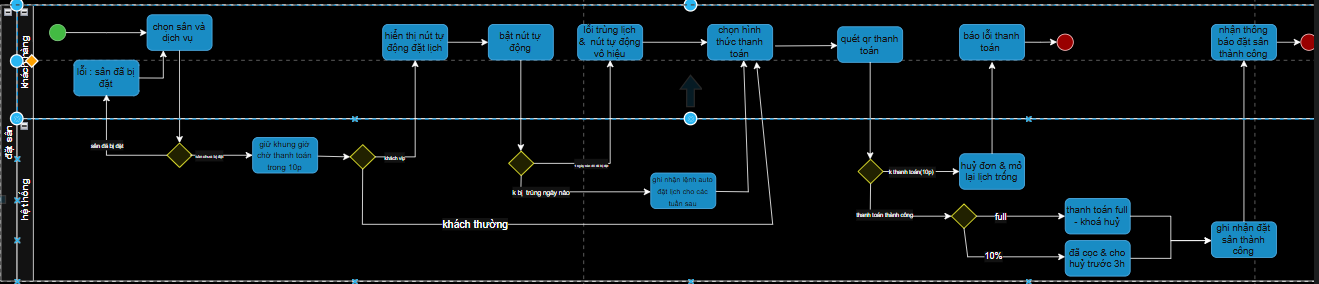 đặt sân
khách hàng
hệ thống
chọn sân và
dịch vụ
lỗi : sân đã bị
đặt
sân đã bị đặt
giữ khung giờ
chờ thanh toán
trong 10p
khách vip
khách thường
hiển thị nút tự
động đặt lịch
bật nút tự
động
k bị trùng ngày nào
lỗi trùng lịch
& nút tự động
vô hiệu
ghi nhận lệnh auto
đặt lịch cho các
tuần sau
chọn hình
thức thanh
toán
quét qr thanh
toán
k thanh toán(10p)
thanh toán thành công
báo lỗi thanh
toán
huỷ đơn & mở
lại lịch trống
full
10%
thanh toán full
- khoá huỷ
đã cọc & cho
huỷ trước 3h
ghi nhận đặt
sân thành
công
nhận thông
báo đặt sân
thành công